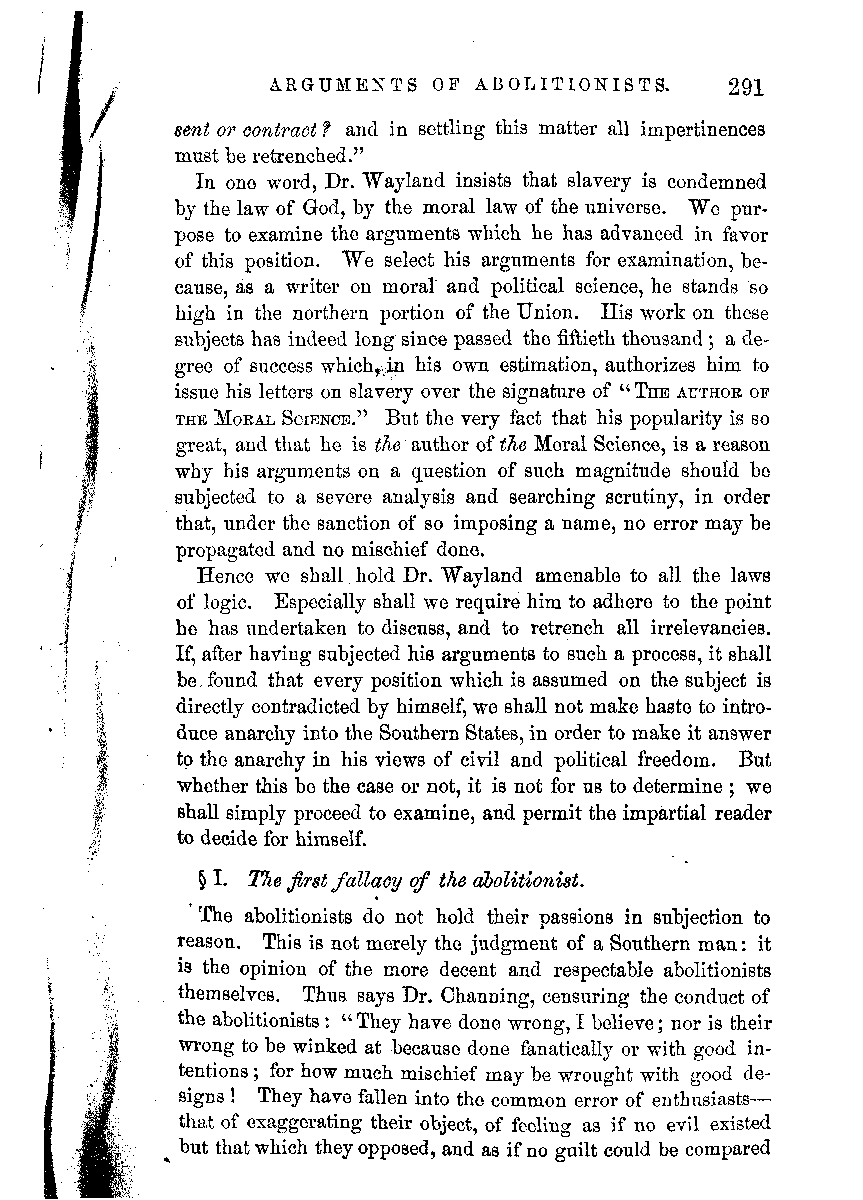 ARGUMENTS OF ABOLITIONISTS. 291
sent or contract? and in settling this matter all impertinences
must be retrenched."
In one word, Dr. Wayland insists that slavery is condemned
by the law of God, by the moral law of the universe. We pur-
pose to examine the arguments which he has advanced in favor
of this position. We select his arguments for examination, be-
cause, as a writer on moral and political science, he stands so
high in the northern portion of the Union. His work on these
subjects has indeed long since passed the fiftieth thousand; a de-
gree of success which, in his own estimation, authorizes him to
issue his letters on slavery over the signature of "THE AUTHOR OF
THE MORAL SCIENCE." But the very fact that his popularity is so
great, and that he is the author of the Moral Science, is a reason
why his arguments on a question of such magnitude should be
subjected to a severe analysis and searching scrutiny, in order
that, under the sanction of so imposing a name, no error may be
propagated and no mischief done.
Hence we shall hold Dr. Wayland amenable to all the laws
of logic. Especially shall we require him to adhere to the point
he has undertaken to discuss, and to retrench all irrelevancies.
If, after having subjected his arguments to such a process, it shall
be found that every position which is assumed on the subject is
directly contradicted by himself, we shall not make haste to intro-
duce anarchy into the Southern States, in order to make it answer
to the anarchy in his views of civil and political freedom. But
whether this be the case or not, it is not for us to determine; we
shall simply proceed to examine, and permit the impartial reader
to decide for himself.
§ I. The first fallacy of the abolitionist.
The abolitionists do not hold their passions in subjection to
reason. This is not merely the judgment of a Southern man: it
is the opinion of the more decent and respectable abolitionists
themselves. Thus says Dr. Channing, censuring the conduct of
the abolitionists: "They have done wrong, I believe; nor is their
wrong to be winked at because done fanatically or with good in-
tentions; for how much mischief may be wrought with good de-
signs! They have fallen into the common error of enthusiasts—
that of exaggerating their object, of feeling as if no evil existed
but that which they opposed, and as if no guilt could be compared